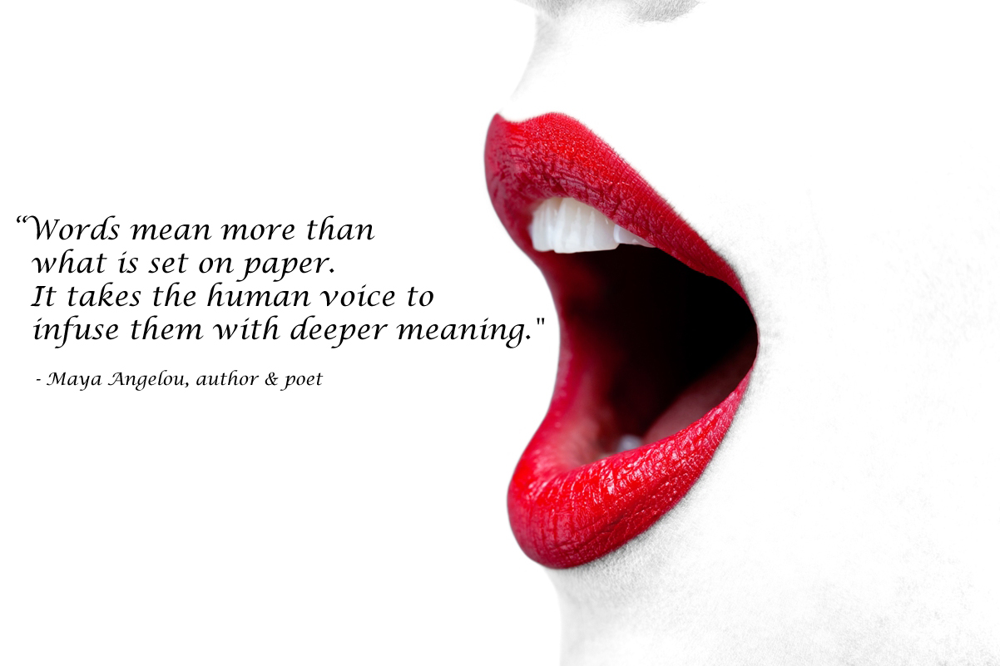 “Words mean more than
what is set on paper.
It takes the human voice to
infuse them with deeper meaning."
- Maya Angelou, author & poet